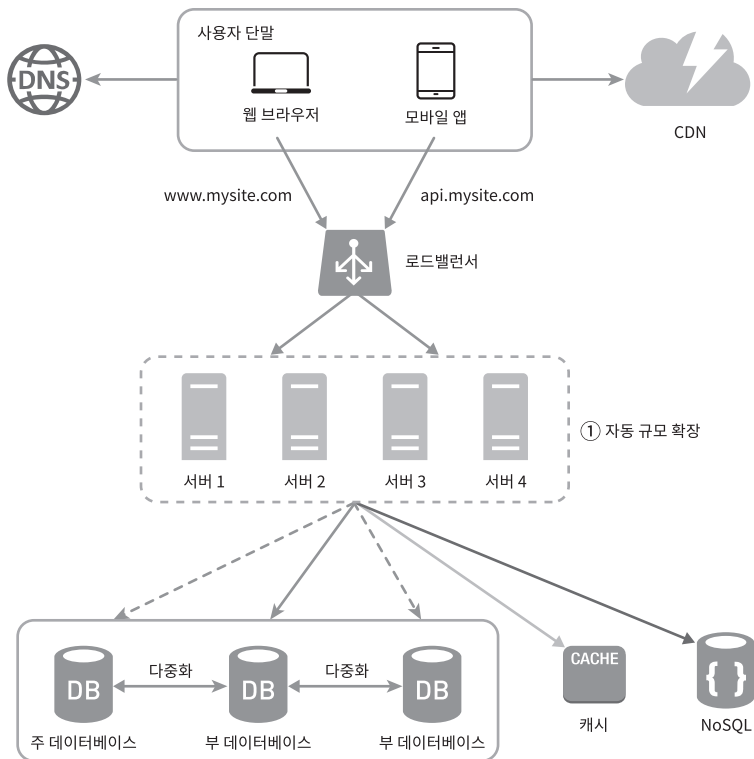 사용자 단말
DNS
웹 브라우저
모바일 앱
CDN
www.mysite.com
api.mysite.com
로드밸런서
서버 1
서버 2
서버 3
서버 4
① 자동 규모 확장
다중화
다중화
DB
DB
DB
CACHE
{ }
주 데이터베이스
부 데이터베이스
부 데이터베이스
캐시
NoSQL